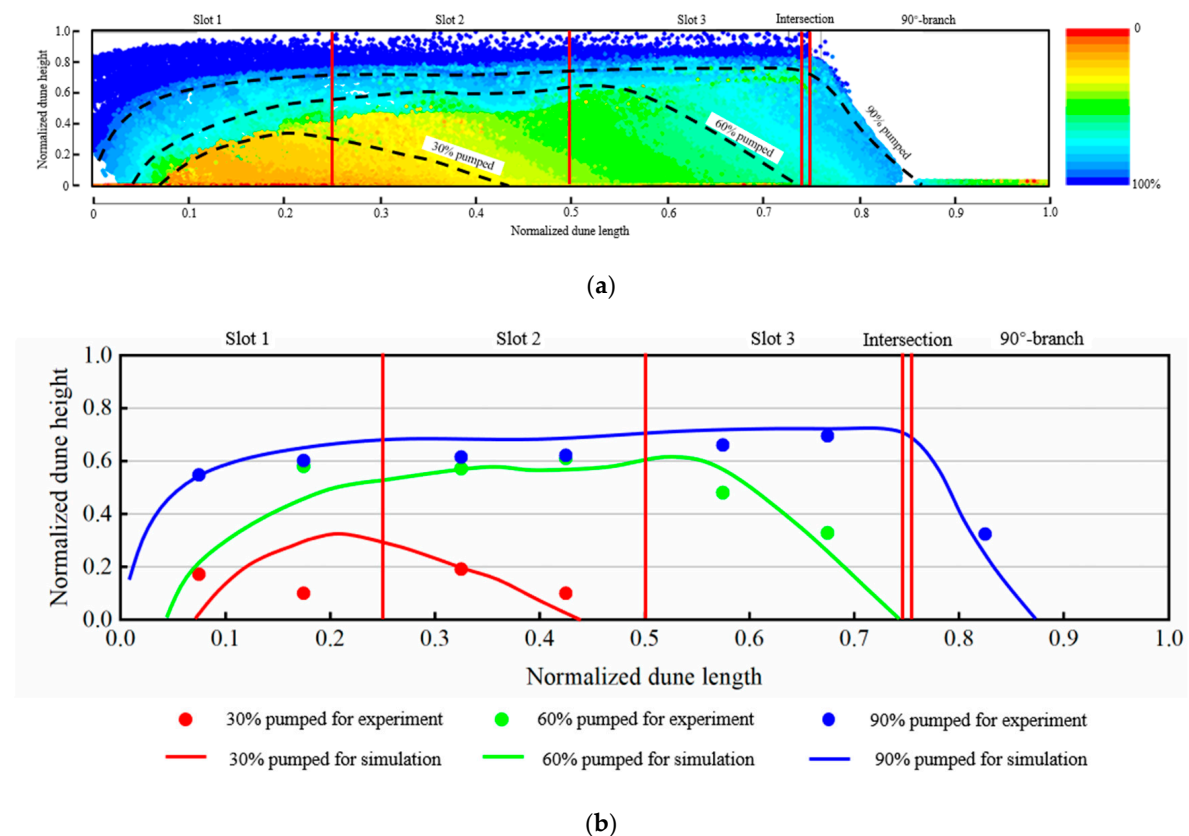 Slot 1 Slot 2 Slot 3 Intersection 90°-branch
Normalized dune height
1.0
0.8
0.6
0.4
0.2
0
30% pumped
60% pumped
90% pumped
0
100%
0 0.1 0.2 0.3 0.4 0.5 0.6 0.7 0.8 0.9 1.0
Normalized dune length
(a)
Slot 1 Slot 2 Slot 3 Intersection 90°-branch
Normalized dune height
1.0
0.8
0.6
0.4
0.2
0.0
0.0 0.1 0.2 0.3 0.4 0.5 0.6 0.7 0.8 0.9 1.0
Normalized dune length
30% pumped for experiment 60% pumped for experiment 90% pumped for experiment
30% pumped for simulation 60% pumped for simulation 90% pumped for simulation
(b)